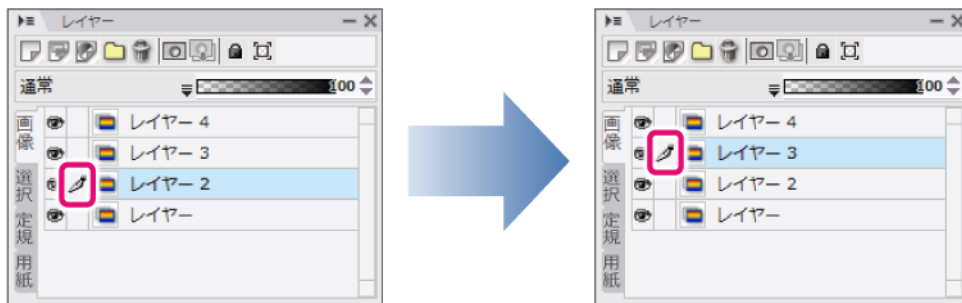 レイヤー
通常 100
画像
レイヤー 4
レイヤー 3
選択
レイヤー 2
定規
レイヤー
用紙
レイヤー
通常 100
画像
レイヤー 4
レイヤー 3
選択
レイヤー 2
定規
レイヤー
用紙